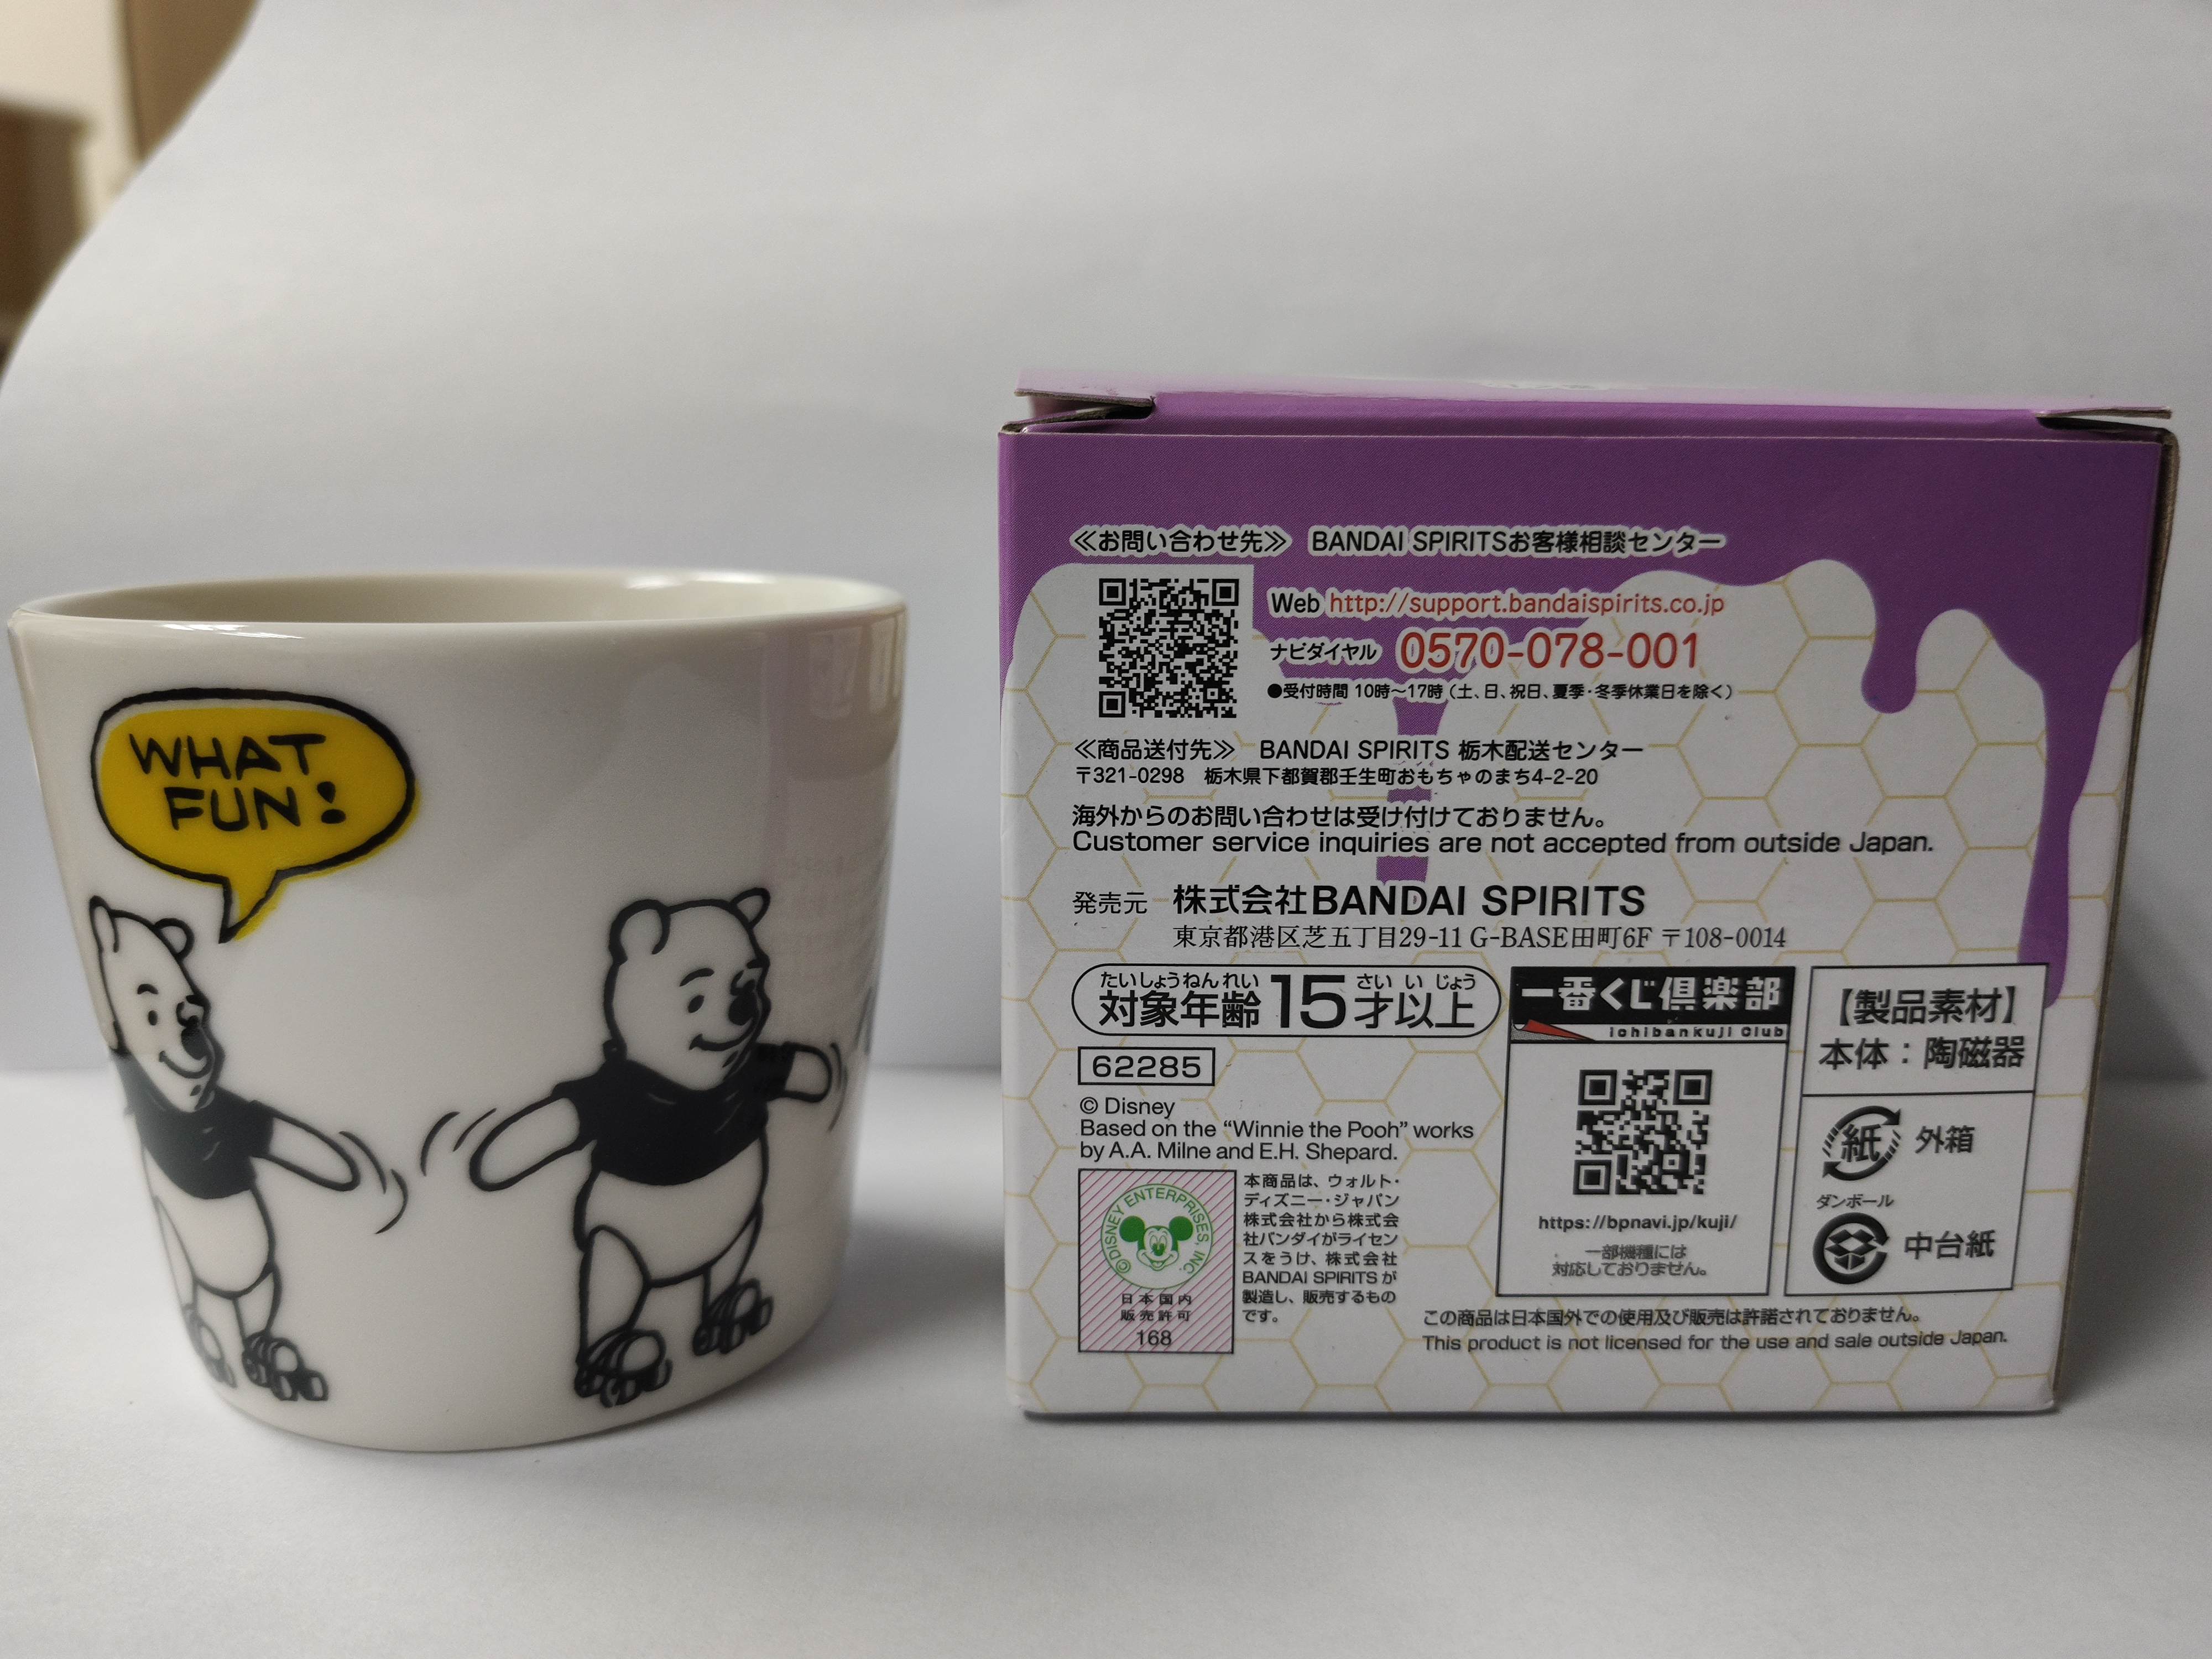 WHAT
FUN!
≪お問い合わせ先≫ BANDAI SPIRITSお客様相談センター
Web http://support.bandaispirits.co.jp
ナビダイヤル 0570-078-001
●受付時間 10時~17時(土、日、祝日、夏季・冬季休業日を除く)
≪商品送付先≫ BANDAI SPIRITS 栃木配送センター
〒321-0298 栃木県下都賀郡壬生町おもちゃのまち4-2-20
海外からのお問い合わせは受け付けておりません。
Customer service inquiries are not accepted from outside Japan.
発売元 株式会社BANDAI SPIRITS
東京都港区芝五丁目29-11 G-BASE田町6F 〒108-0014
たいしょうねんれい さい い じょう
対象年齢15才以上
62285
© Disney
Based on the “Winnie the Pooh” works
by A.A. Milne and E.H. Shepard.
©DISNEY ENTERPRISES, INC.
日本国内
販売許可
168
本商品は、ウォルト・
ディズニー・ジャパン
株式会社から株式会
社バンダイがライセン
スをうけ、株式会社
BANDAI SPIRITSが
製造し、販売するもの
です。
一番くじ倶楽部
ichibankuji Club
https://bpnavi.jp/kuji/
一部機種には
対応しておりません。
【製品素材】
本体：陶磁器
紙 外箱
ダンボール
中台紙
この商品は日本国外での使用及び販売は許諾されておりません。
This product is not licensed for the use and sale outside Japan.